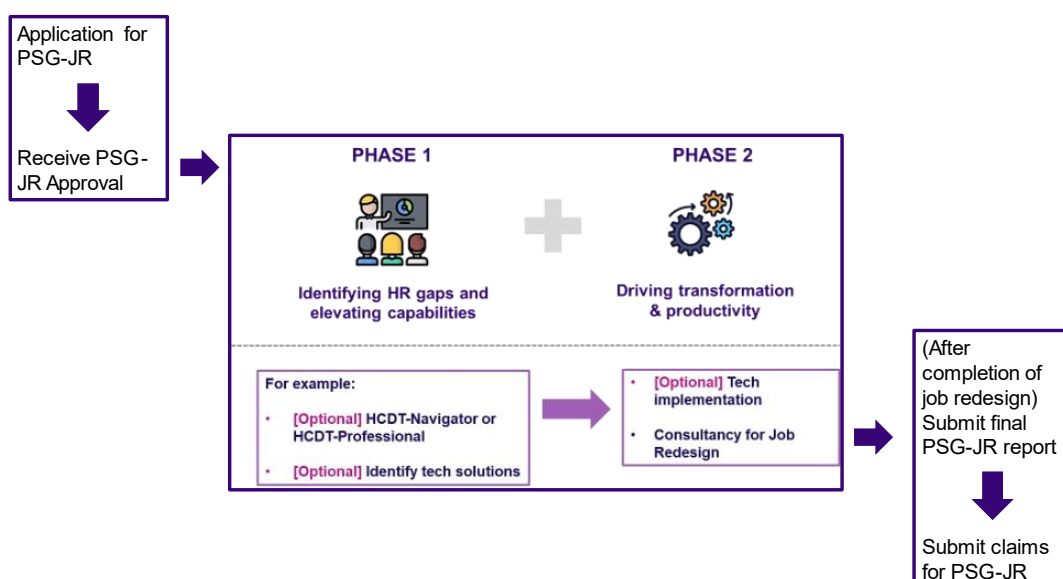 Application for
PSG-JR
Receive PSG-
JR Approval
PHASE 1
Identifying HR gaps and
elevating capabilities
PHASE 2
Driving transformation
& productivity
For example:
• [Optional] HCDT-Navigator or
HCDT-Professional
• [Optional] Identify tech solutions
• [Optional] Tech
implementation
• Consultancy for Job
Redesign
(After
completion of
job redesign)
Submit final
PSG-JR report
Submit claims
for PSG-JR